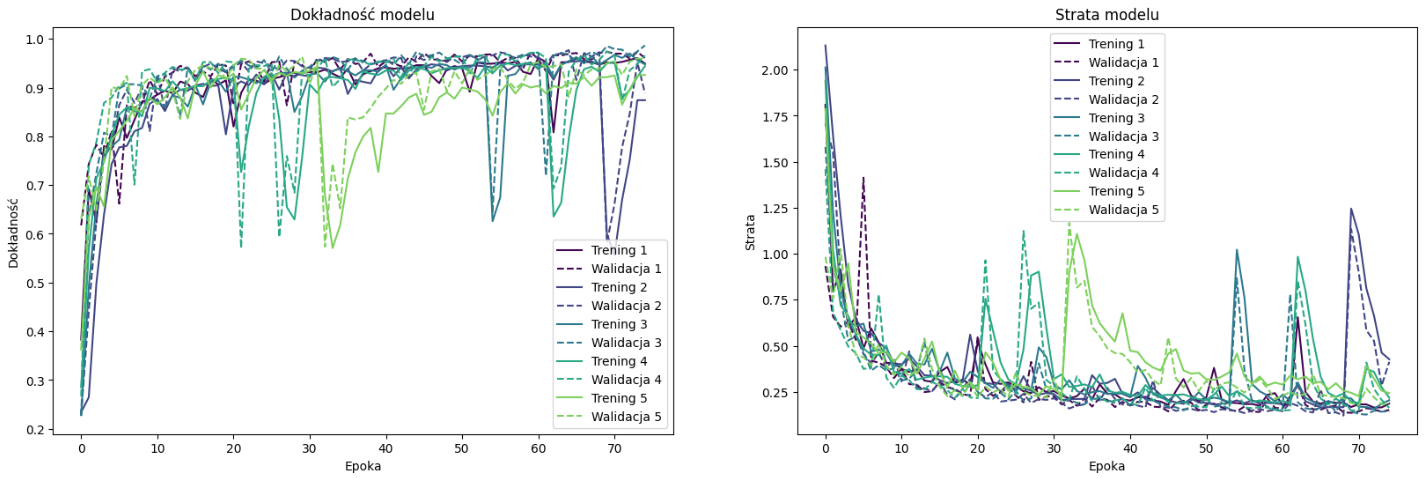 Dokładność modelu
Dokładność
1.0
0.9
0.8
0.7
0.6
0.5
0.4
0.3
0.2
0 10 20 30 40 50 60 70
Epoka
Trening 1
Walidacja 1
Trening 2
Walidacja 2
Trening 3
Walidacja 3
Trening 4
Walidacja 4
Trening 5
Walidacja 5
Strata modelu
Strata
2.00
1.75
1.50
1.25
1.00
0.75
0.50
0.25
0 10 20 30 40 50 60 70
Epoka
Trening 1
Walidacja 1
Trening 2
Walidacja 2
Trening 3
Walidacja 3
Trening 4
Walidacja 4
Trening 5
Walidacja 5